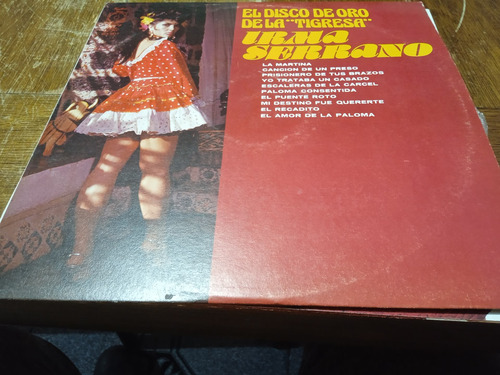 EL DISCO DE ORO
DE LA "TIGRESA"
IRMA
SERRANO
LA MARTINA
CANCION DE UN PRESO
PRISIONERO DE TUS BRAZOS
YO TRATABA UN CASADO
ESCALERAS DE LA CARCEL
PALOMA CONSENTIDA
EL PUENTE ROTO
MI DESTINO FUE QUERERTE
EL RECADITO
EL AMOR DE LA PALOMA